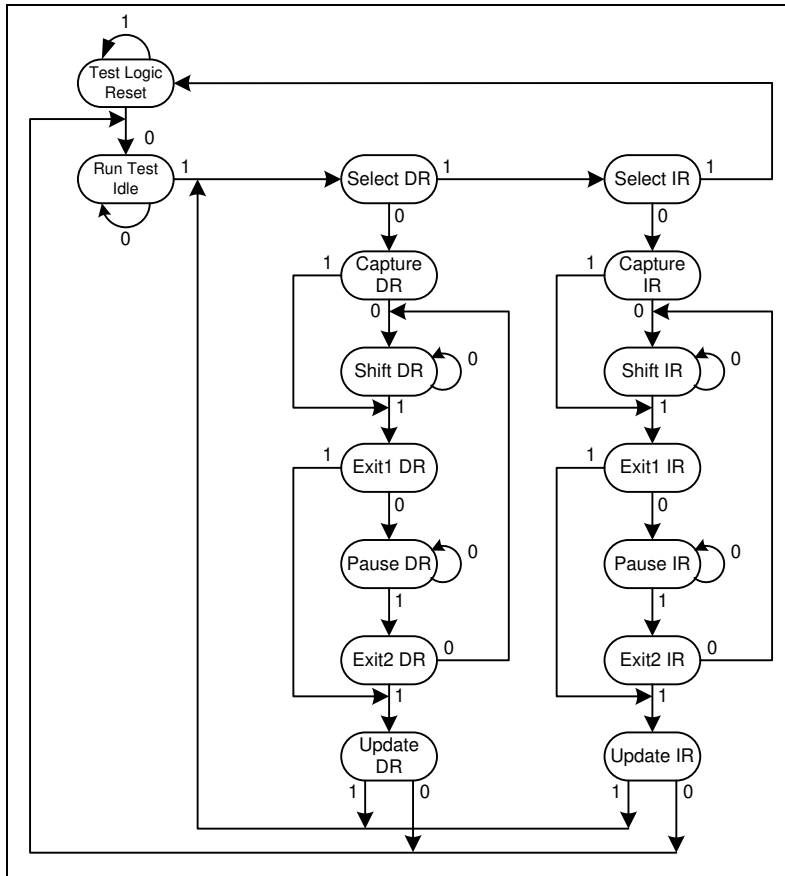 1
Test Logic
Reset
0
Run Test
Idle
1
0
Select DR
1
Select IR
1
0
0
1
Capture
DR
1
Capture
IR
0
0
Shift DR
0
Shift IR
0
1
1
1
Exit1 DR
1
Exit1 IR
0
0
Pause DR
0
Pause IR
0
1
1
Exit2 DR
0
Exit2 IR
0
1
1
Update
DR
Update IR
1
0
1
0